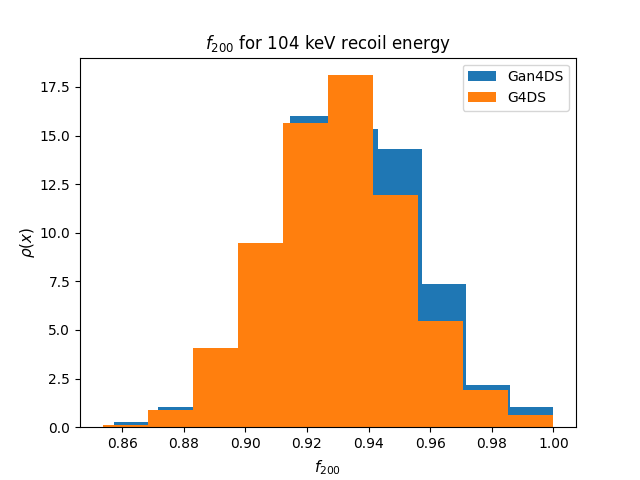 f₂₀₀ for 104 keV recoil energy
Gan4DS
G4DS
ρ(x)
17.5
15.0
12.5
10.0
7.5
5.0
2.5
0.0
0.86 0.88 0.90 0.92 0.94 0.96 0.98 1.00
f₂₀₀